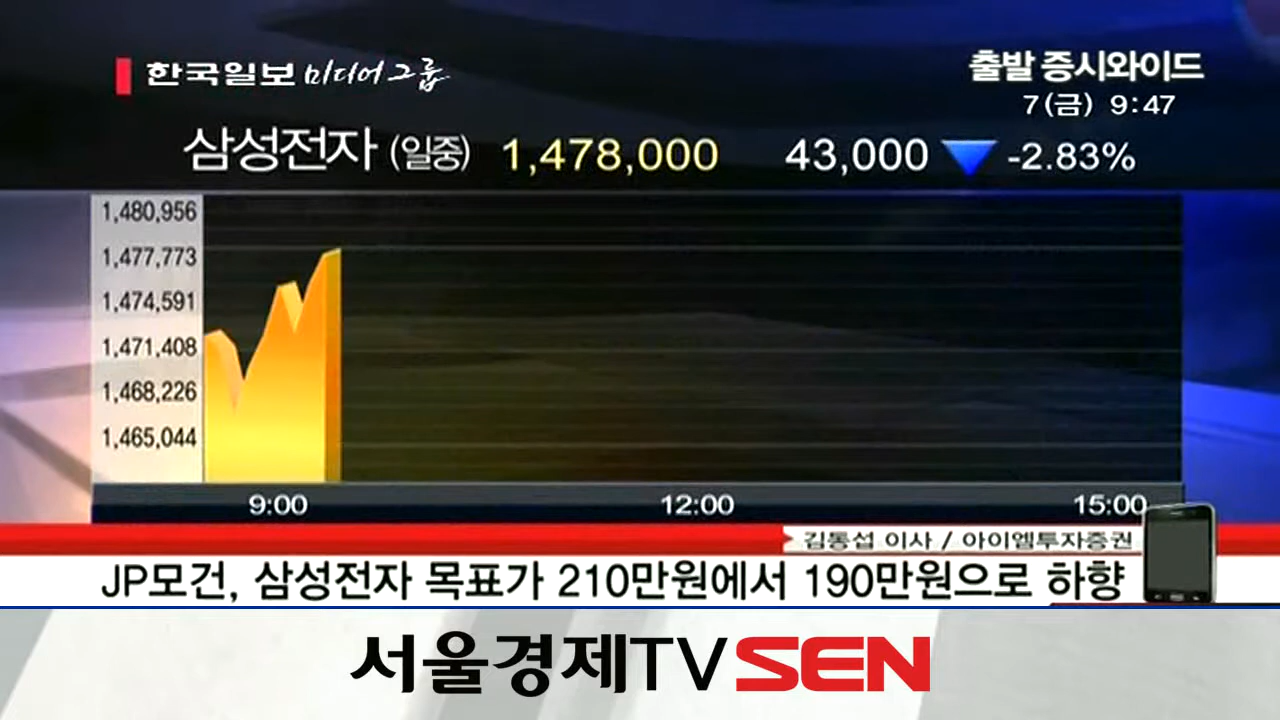 한국일보 미디어그룹
출발 증시와이드
7(금) 9:47
삼성전자 (일중) 1,478,000 43,000 ▼ -2.83%
1,480,956
1,477,773
1,474,591
1,471,408
1,468,226
1,465,044
9:00 12:00 15:00
김동섭 이사 / 아이엠투자증권
JP모건, 삼성전자 목표가 210만원에서 190만원으로 하향
서울경제TV SEN